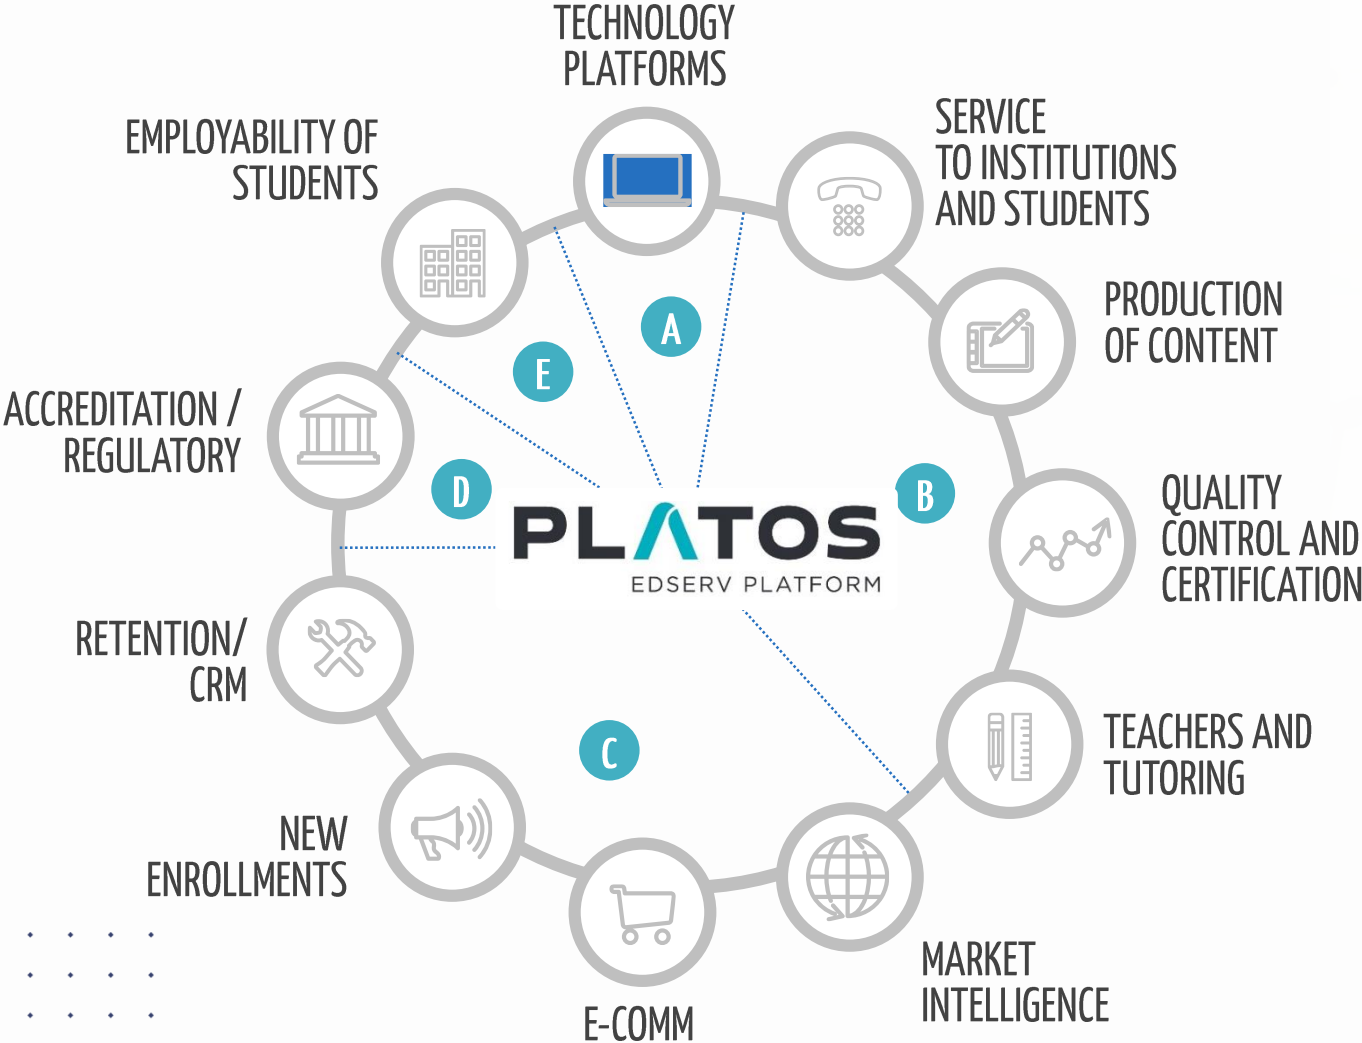 TECHNOLOGY
PLATFORMS
SERVICE
TO INSTITUTIONS
AND STUDENTS
PRODUCTION
OF CONTENT
QUALITY
CONTROL AND
CERTIFICATION
TEACHERS AND
TUTORING
MARKET
INTELLIGENCE
E-COMM
NEW
ENROLLMENTS
RETENTION/
CRM
ACCREDITATION /
REGULATORY
EMPLOYABILITY OF
STUDENTS
A
B
C
D
E
PLATOS
EDSERV PLATFORM